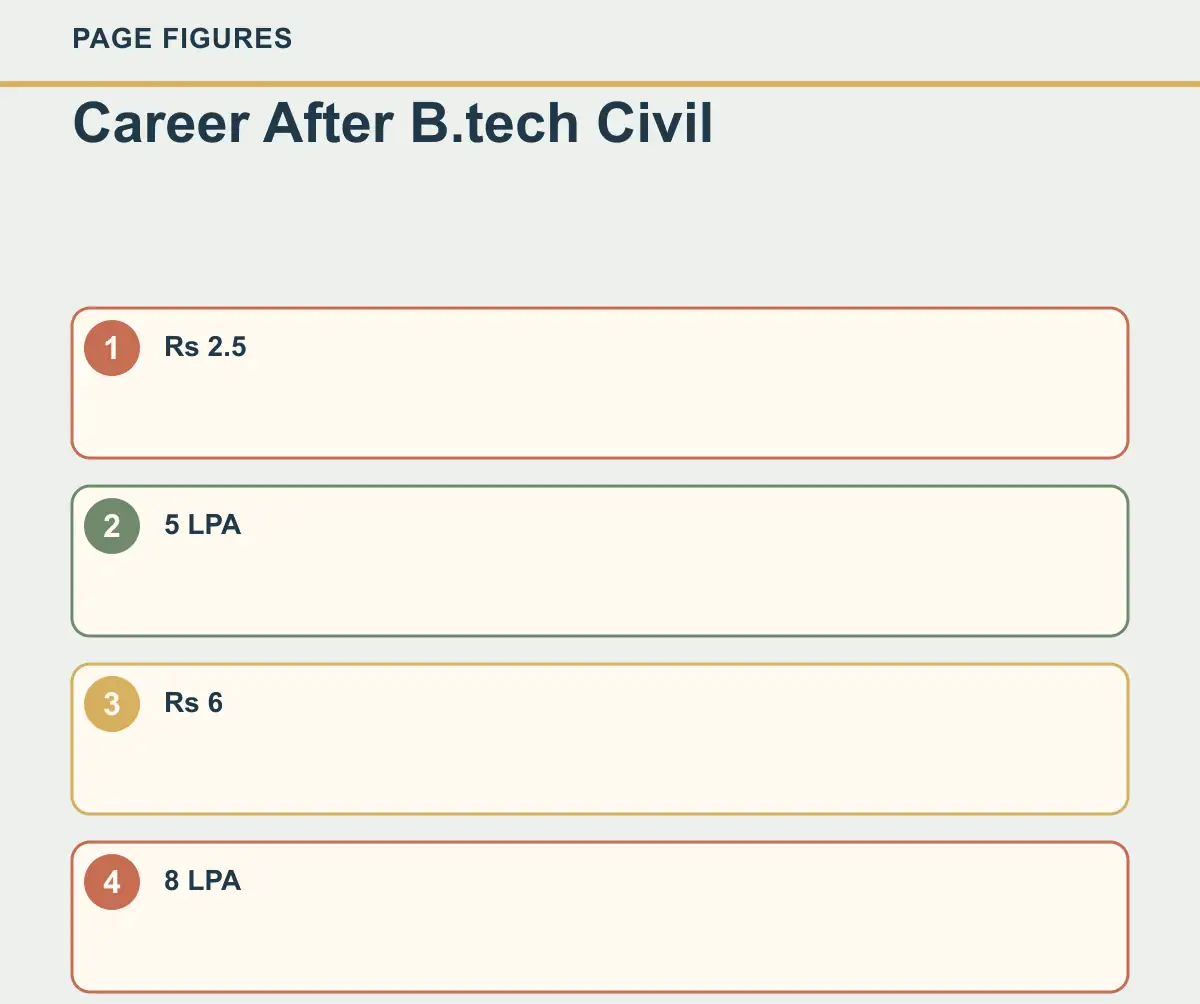 PAGE FIGURES
Career After B.tech Civil
1
Rs 2.5
2
5 LPA
3
Rs 6
4
8 LPA